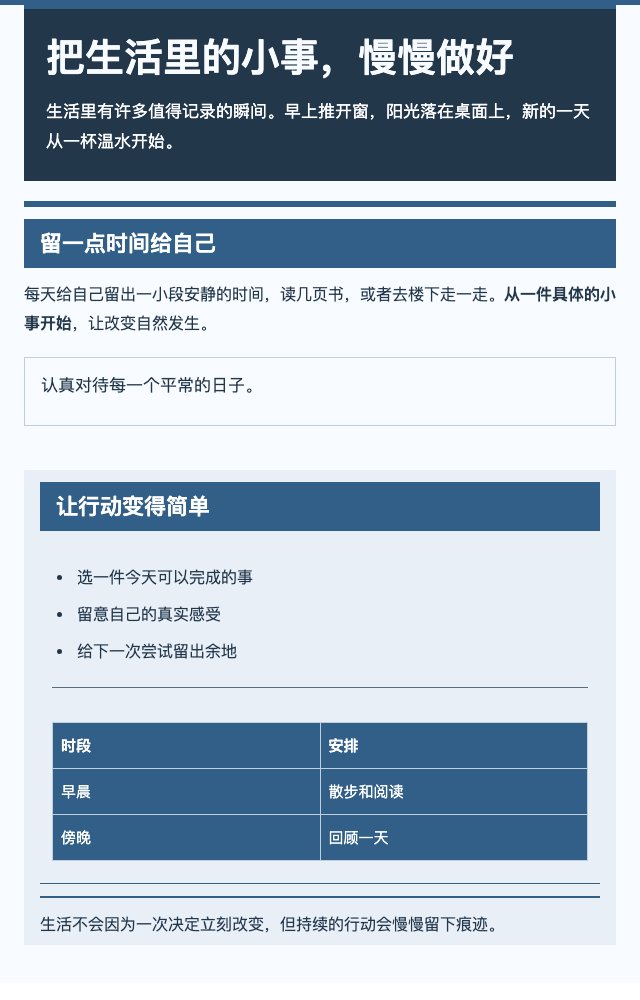 把生活里的小事，慢慢做好
生活里有许多值得记录的瞬间。早上推开窗，阳光落在桌面上，新的一天
从一杯温水开始。
留一点时间给自己
每天给自己留出一小段安静的时间，读几页书，或者去楼下走一走。从一件具体的小
事开始，让改变自然发生。
认真对待每一个平常的日子。
让行动变得简单
• 选一件今天可以完成的事
• 留意自己的真实感受
• 给下一次尝试留出余地
时段 安排
早晨 散步和阅读
傍晚 回顾一天
生活不会因为一次决定立刻改变，但持续的行动会慢慢留下痕迹。